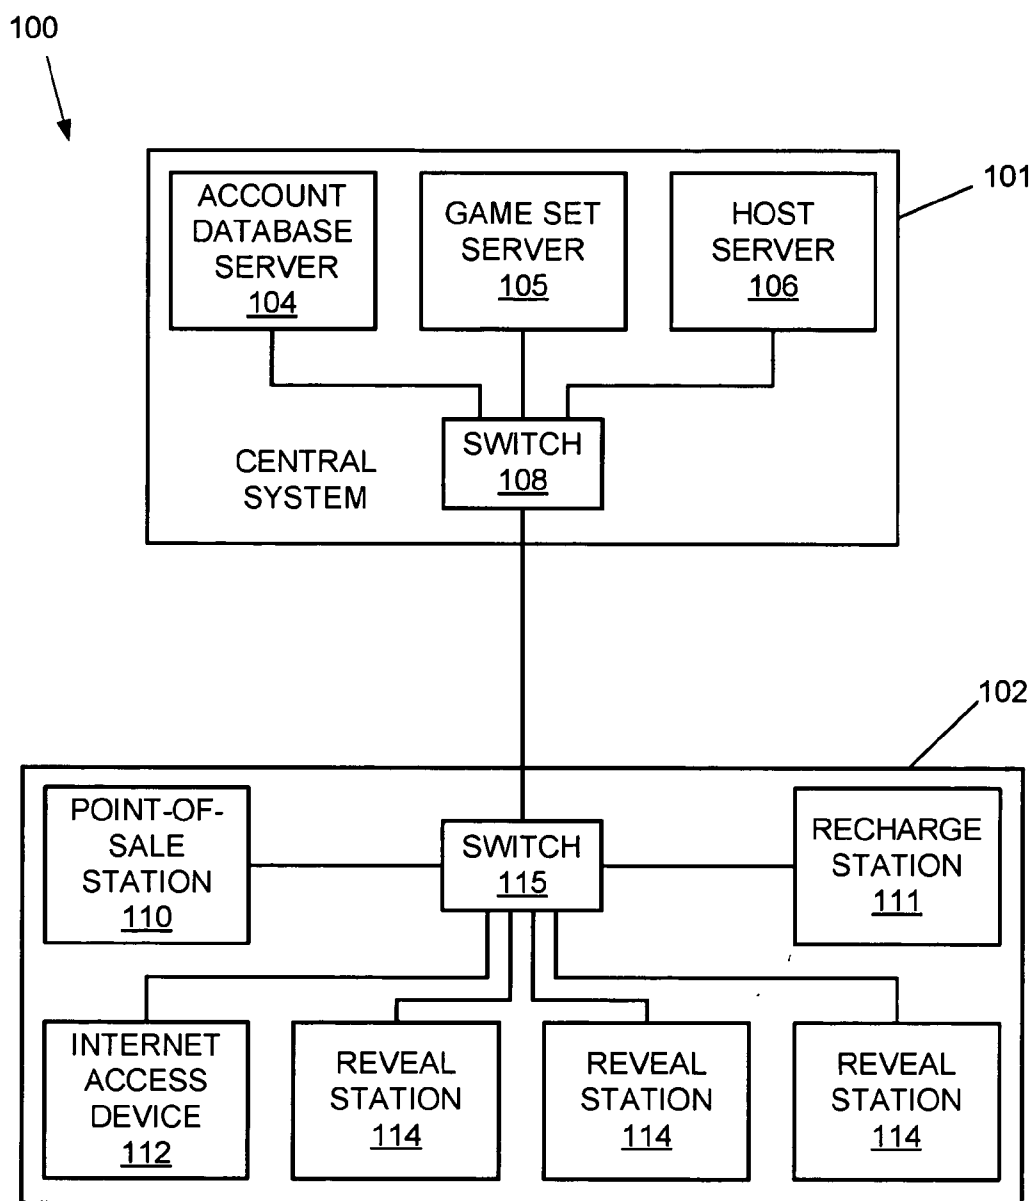 100
101
ACCOUNT
DATABASE
SERVER
104
GAME SET
SERVER
105
HOST
SERVER
106
SWITCH
108
CENTRAL
SYSTEM
102
POINT-OF-
SALE
STATION
110
SWITCH
115
RECHARGE
STATION
111
INTERNET
ACCESS
DEVICE
112
REVEAL
STATION
114
REVEAL
STATION
114
REVEAL
STATION
114